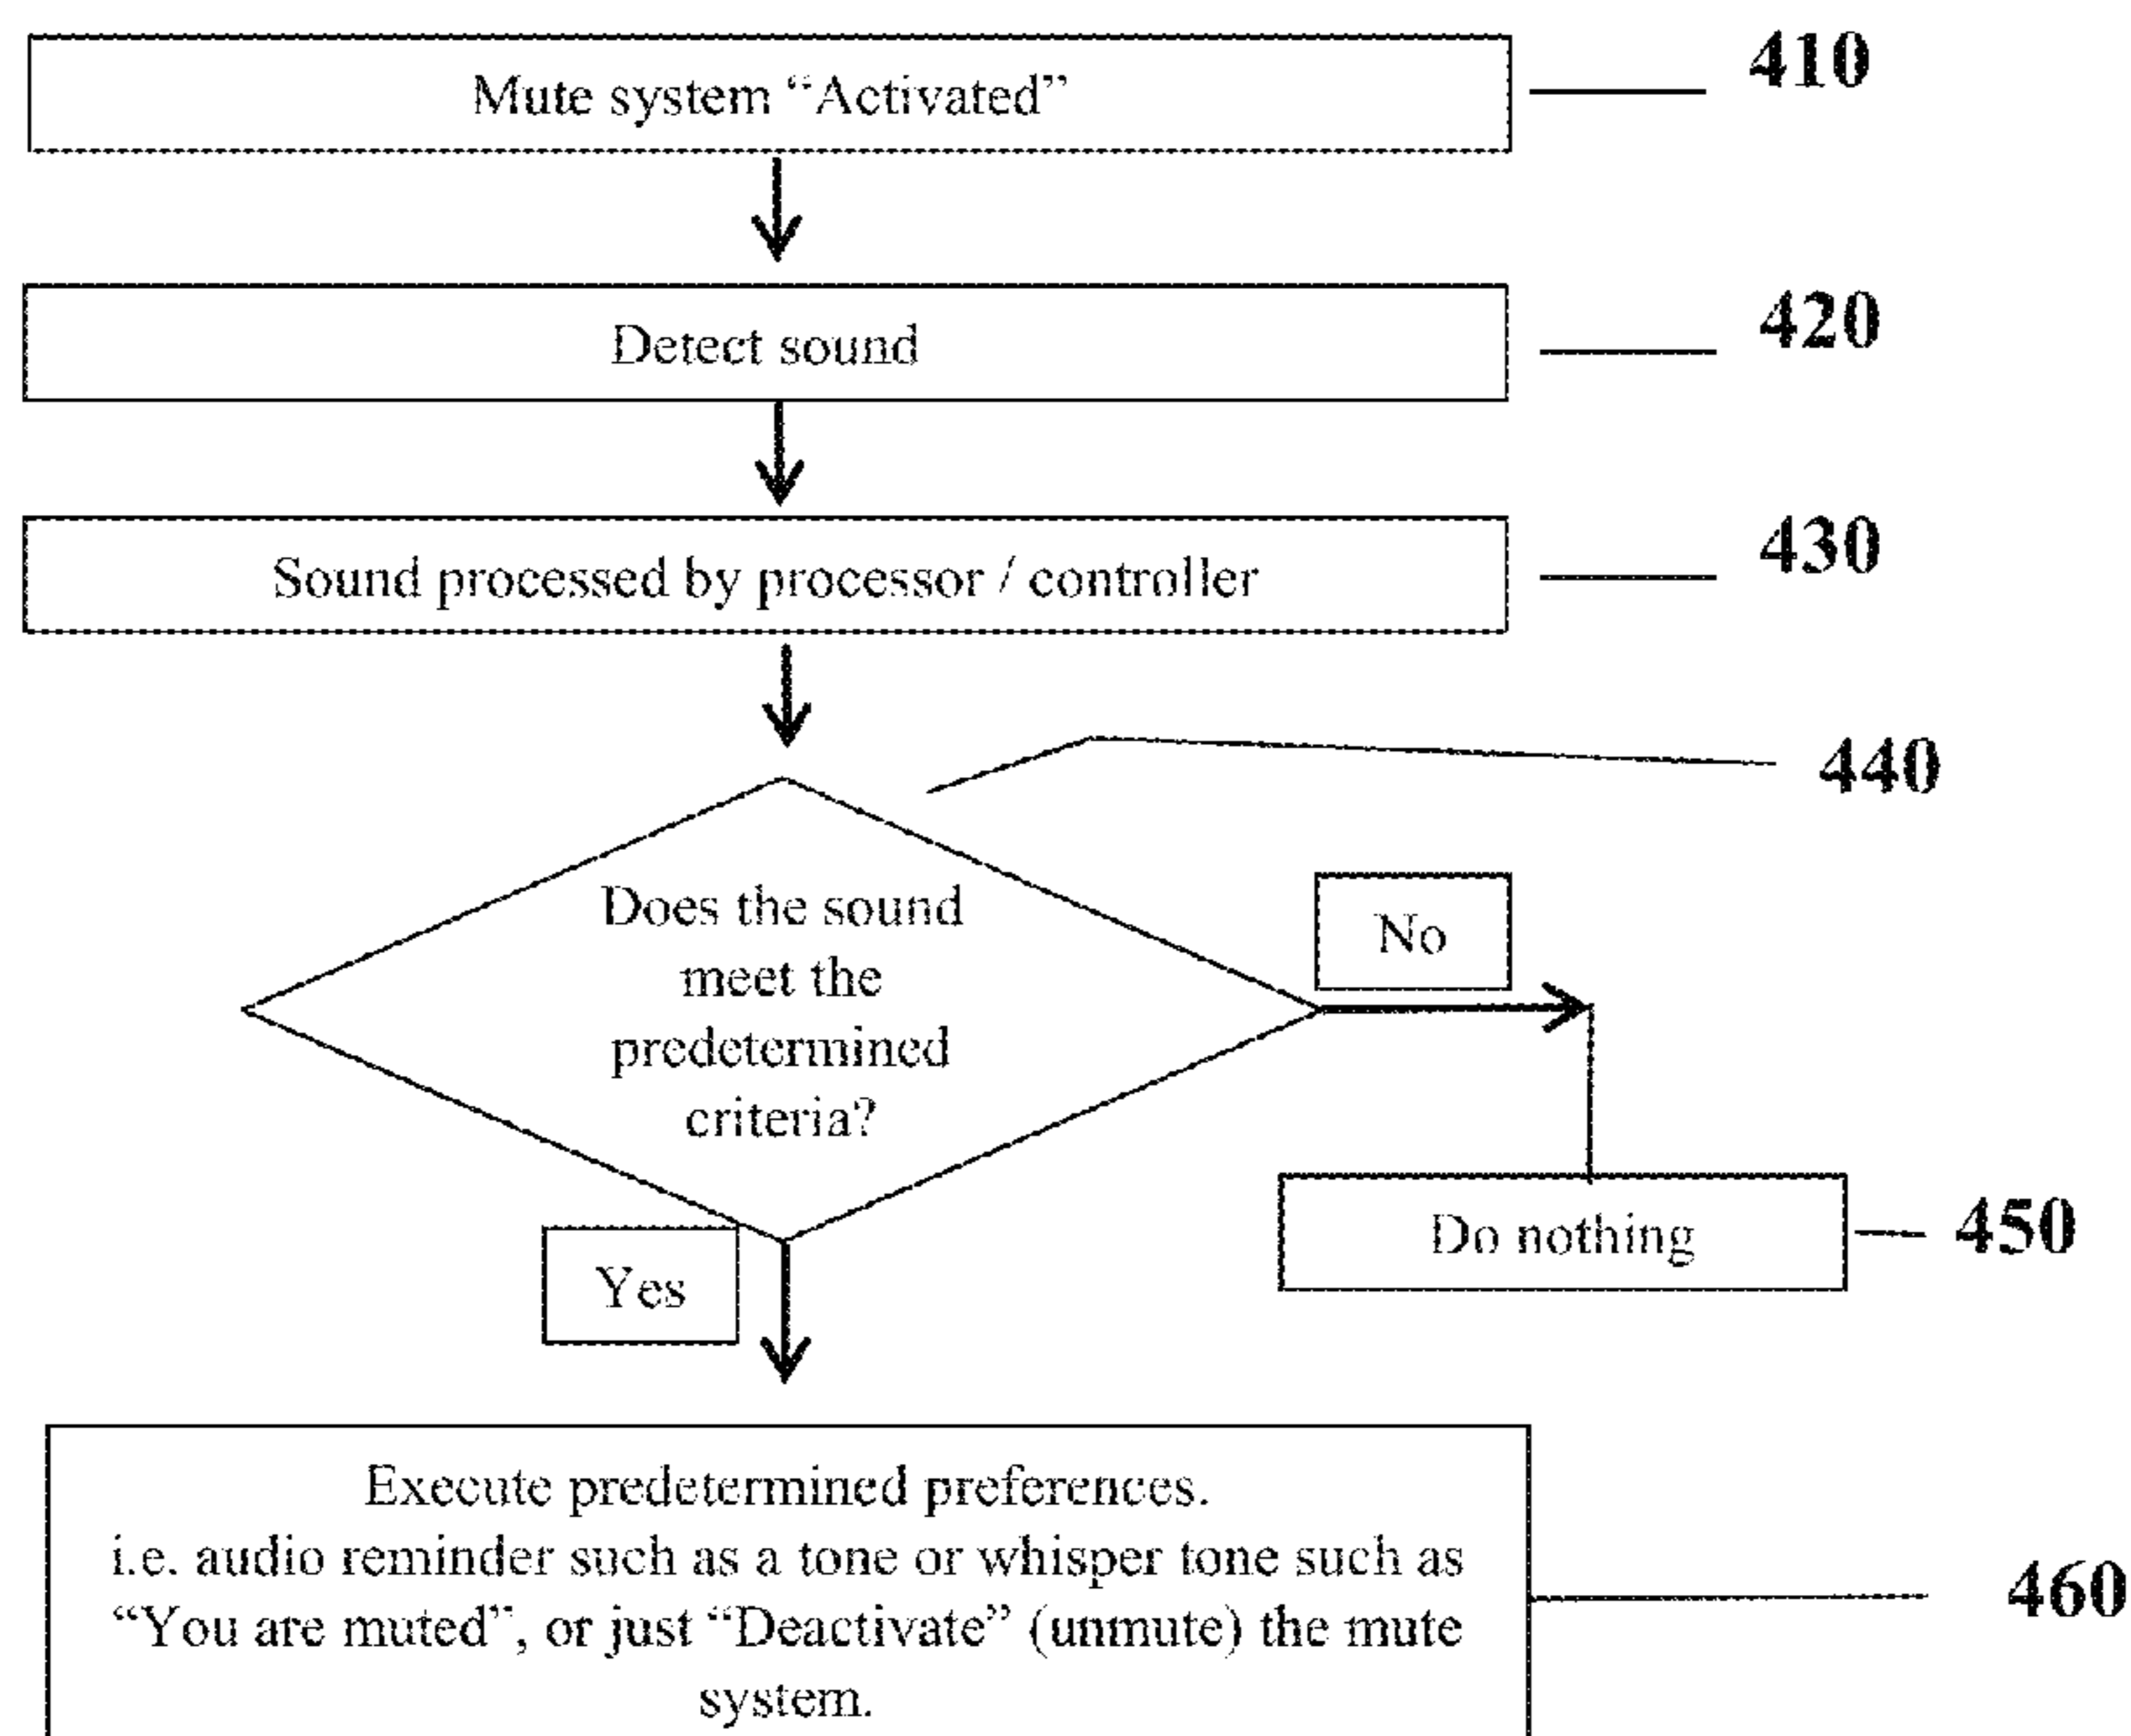 Mute system “Activated”
410
Detect sound
420
Sound processed by processor / controller
430
440
Does the sound
meet the
predetermined
criteria?
No
Do nothing
450
Yes
Execute predetermined preferences.
i.e. audio reminder such as a tone or whisper tone such as
“You are muted”, or just “Deactivate” (unmute) the mute
system.
460